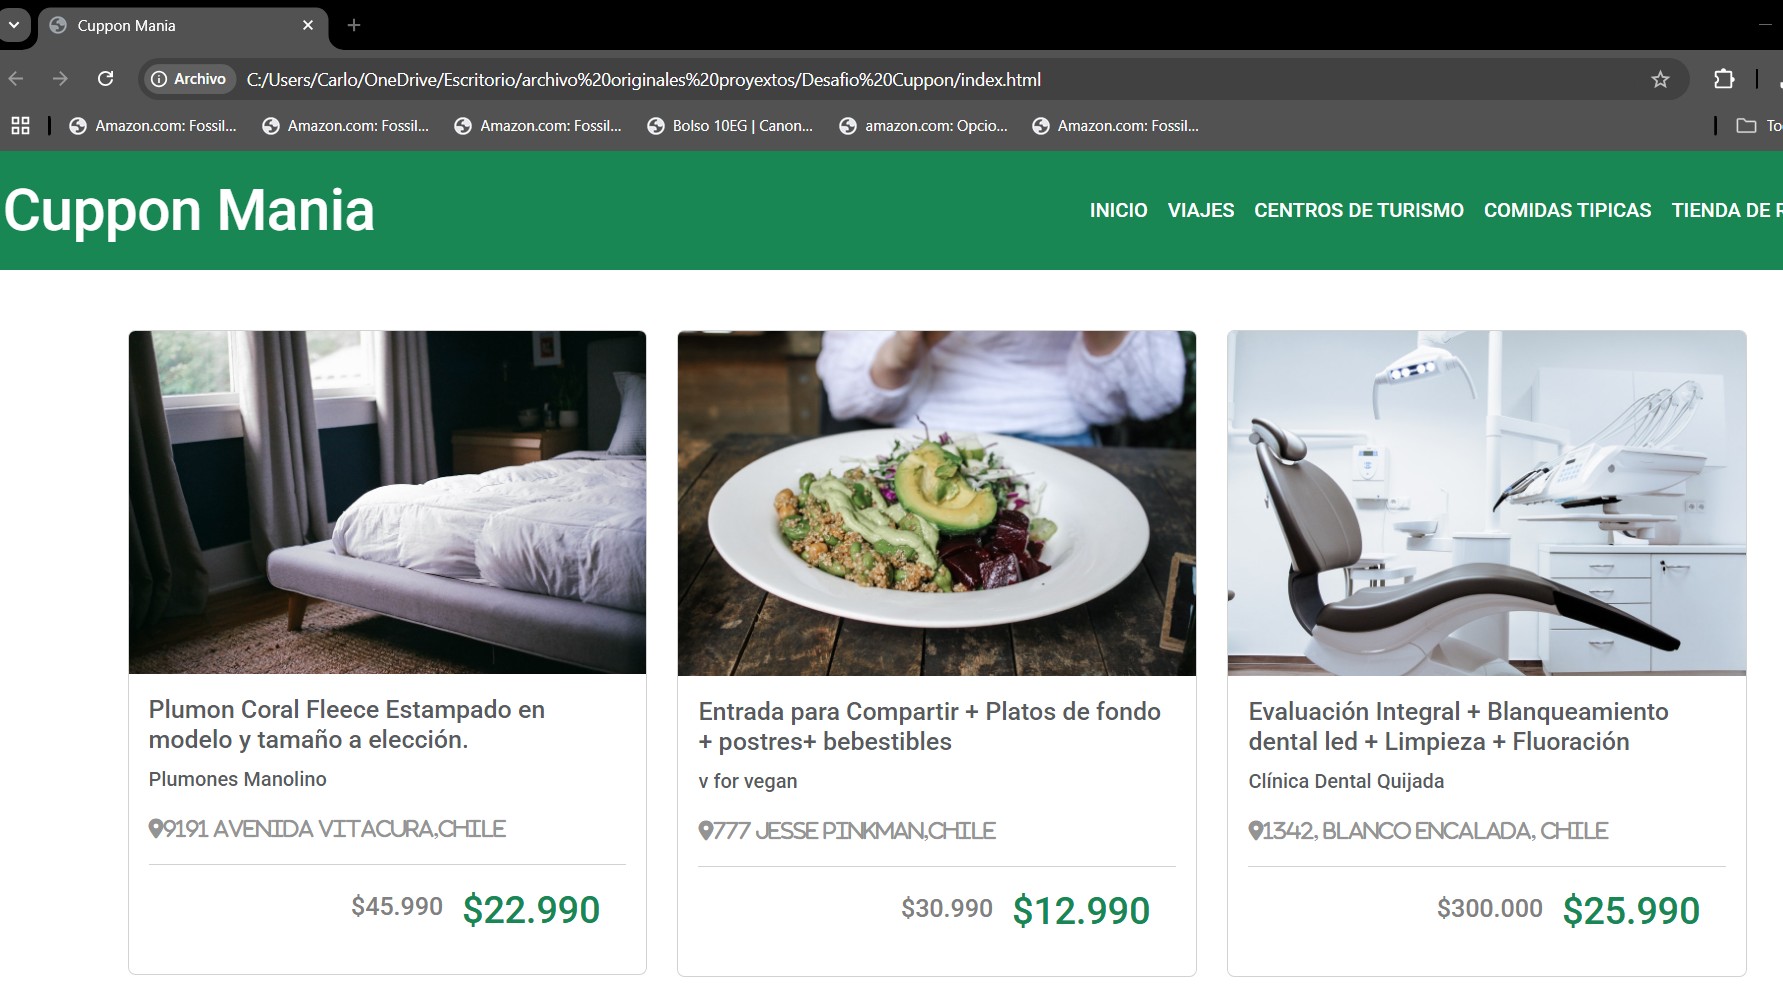 Cuppon Mania
Archivo C:/Users/Carlo/OneDrive/Escritorio/archivo%20originales%20proyextos/Desafio%20Cuppon/index.html
Amazon.com: Fossil... Amazon.com: Fossil... Amazon.com: Fossil... Bolso 10EG | Canon... amazon.com: Opcio... Amazon.com: Fossil... To
Cuppon Mania INICIO VIAJES CENTROS DE TURISMO COMIDAS TIPICAS TIENDA DE
Plumon Coral Fleece Estampado en
modelo y tamaño a elección.
Plumones Manolino
9191 AVENIDA VITACURA,CHILE
$45.990 $22.990
Entrada para Compartir + Platos de fondo
+ postres+ bebestibles
v for vegan
777 JESSE PINKMAN,CHILE
$30.990 $12.990
Evaluación Integral + Blanqueamiento
dental led + Limpieza + Fluoración
Clínica Dental Quijada
1342, BLANCO ENCALADA, CHILE
$300.000 $25.990